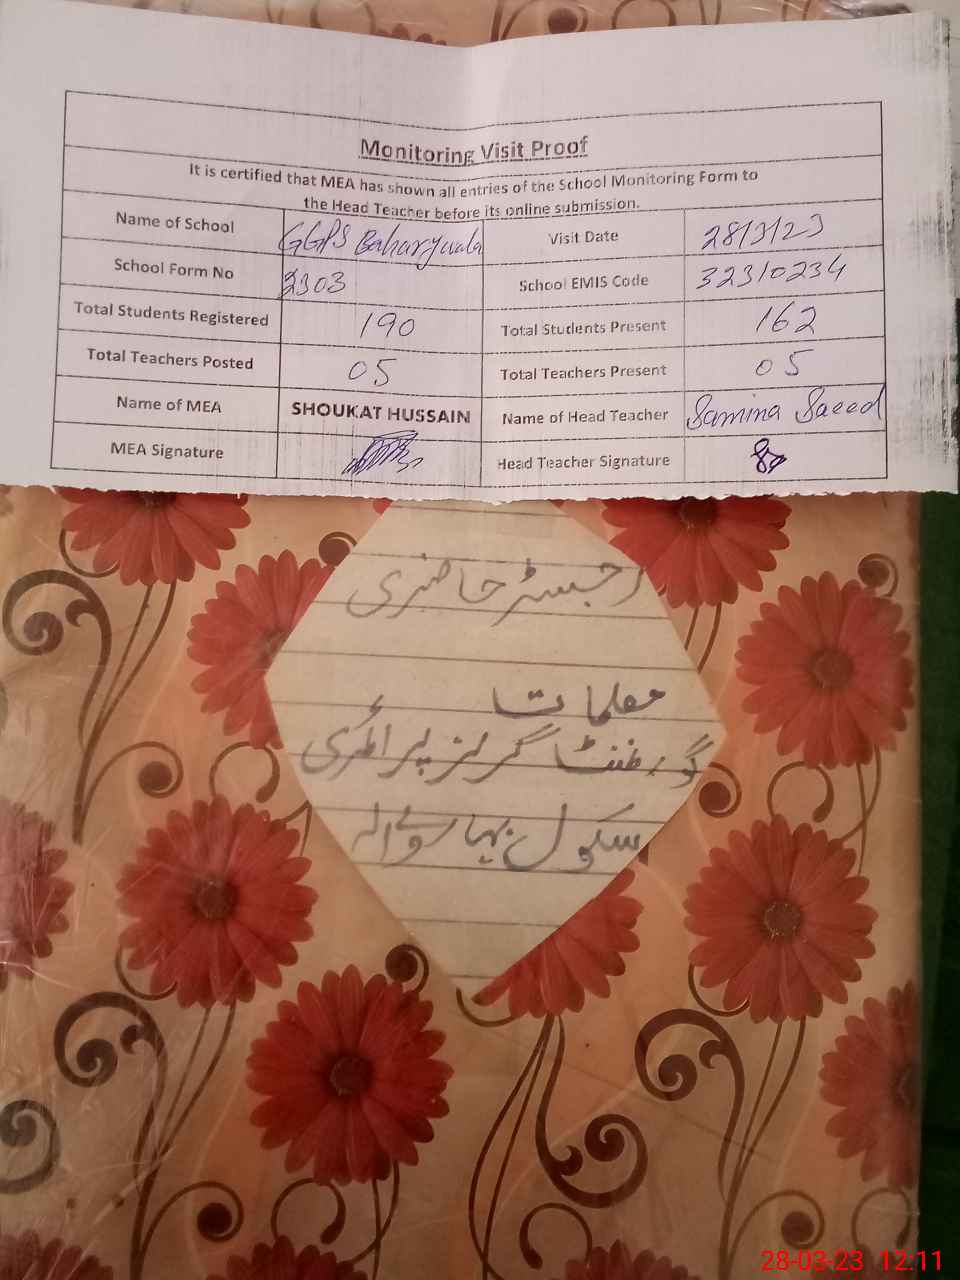 Monitoring Visit Proof
It is certified that MEA has shown all entries of the School Monitoring Form to
the Head Teacher before its online submission.
Name of School GGPS Baharywala Visit Date 28/3/23
School Form No 2303 School EMIS Code 32310234
Total Students Registered 190 Total Students Present 162
Total Teachers Posted 05 Total Teachers Present 05
Name of MEA SHOUKAT HUSSAIN Name of Head Teacher Samina Saeed
MEA Signature Head Teacher Signature
رجسٹر حاضری
معلمات
گورنمنٹ گرلز پرائمری
سکول بہاریوالہ
28-03-23 12:11